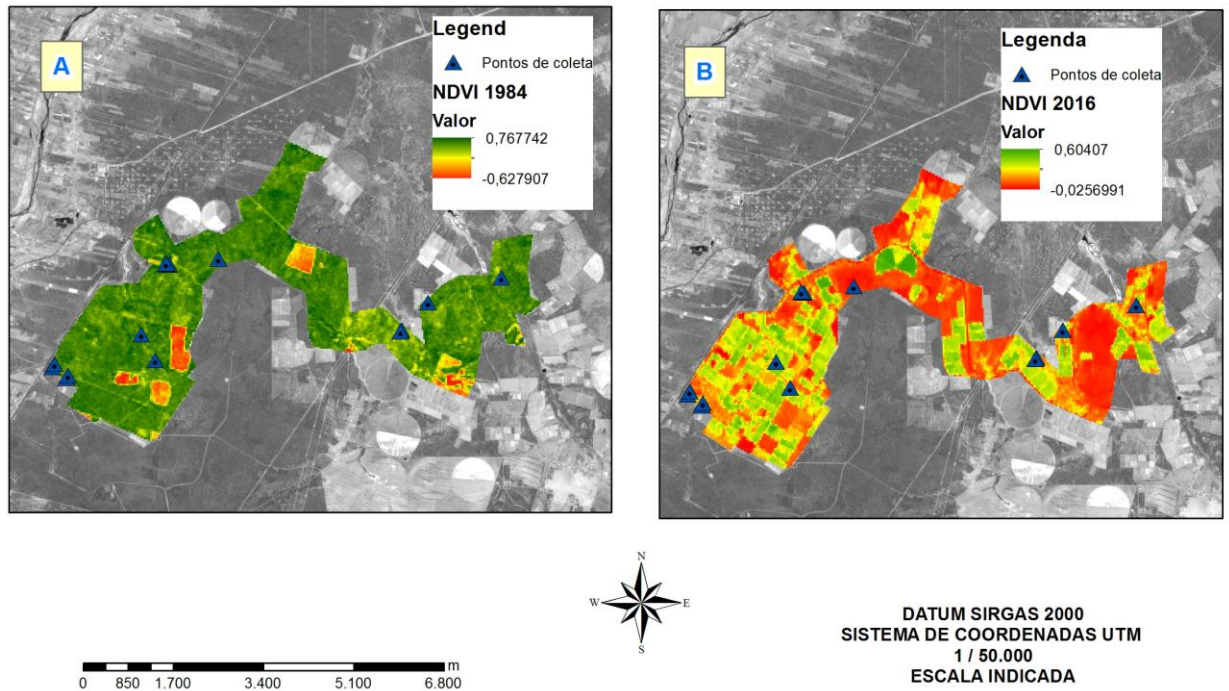 A
Legend
Pontos de coleta
NDVI 1984
Valor
0,767742
-0,627907
B
Legenda
Pontos de coleta
NDVI 2016
Valor
0,60407
-0,0256991
N
W
E
S
m
0 850 1.700 3.400 5.100 6.800
DATUM SIRGAS 2000
SISTEMA DE COORDENADAS UTM
1 / 50.000
ESCALA INDICADA